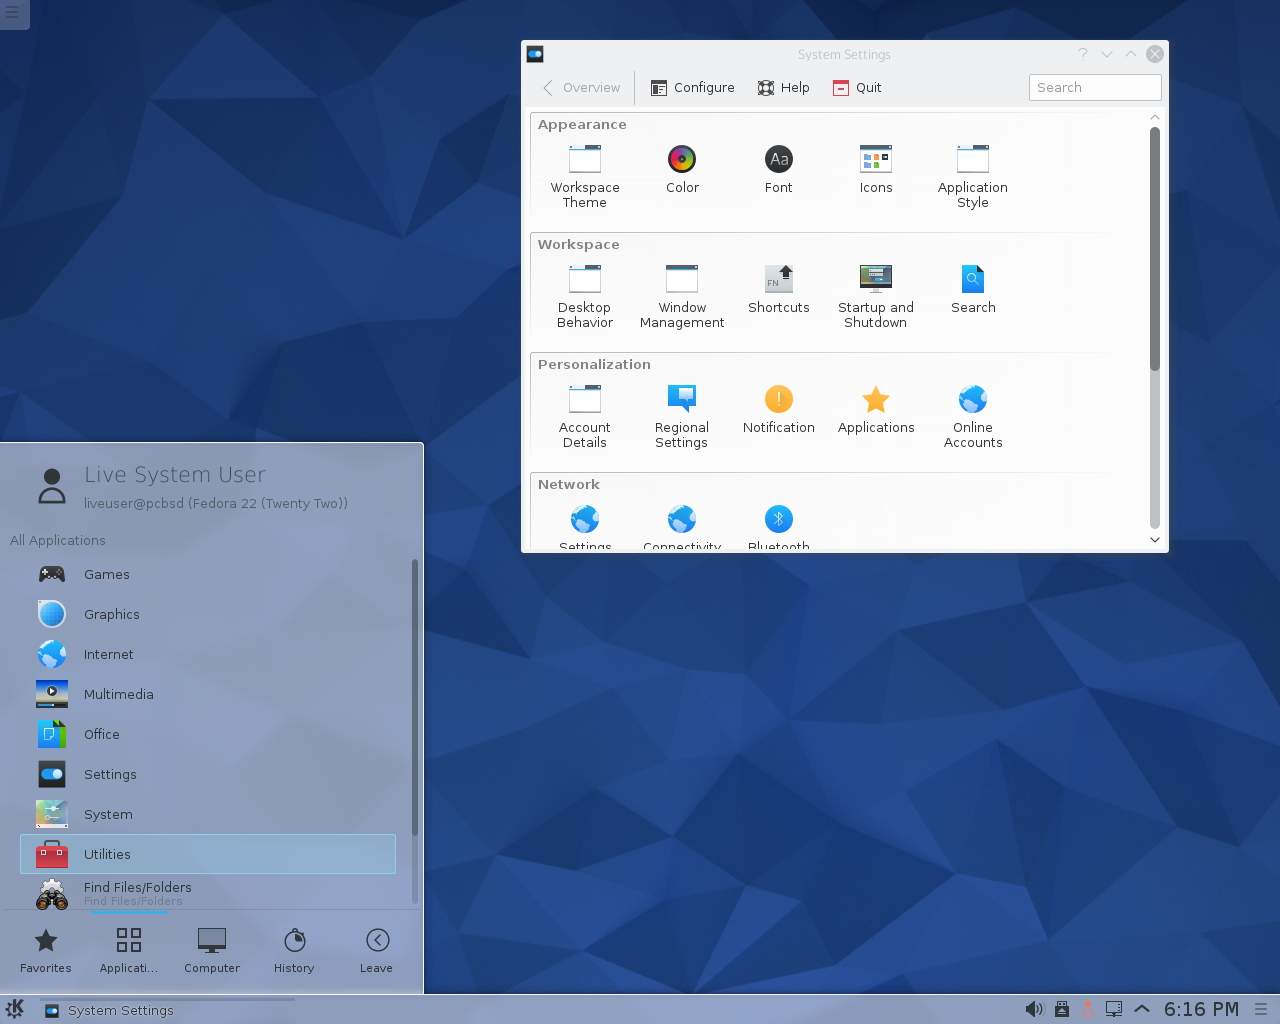 System Settings
Overview
Configure
Help
Quit
Search
Appearance
Workspace
Theme
Color
Font
Icons
Application
Style
Workspace
Desktop
Behavior
Window
Management
Shortcuts
Startup and
Shutdown
Search
Personalization
Account
Details
Regional
Settings
Notification
Applications
Online
Accounts
Network
Settings
Connectivity
Bluetooth
Live System User
liveuser@pcbsd (Fedora 22 (Twenty Two))
All Applications
Games
Graphics
Internet
Multimedia
Office
Settings
System
Utilities
Find Files/Folders
Find Files/Folders
Favorites
Applicati...
Computer
History
Leave
System Settings
6:16 PM
Aa
FN